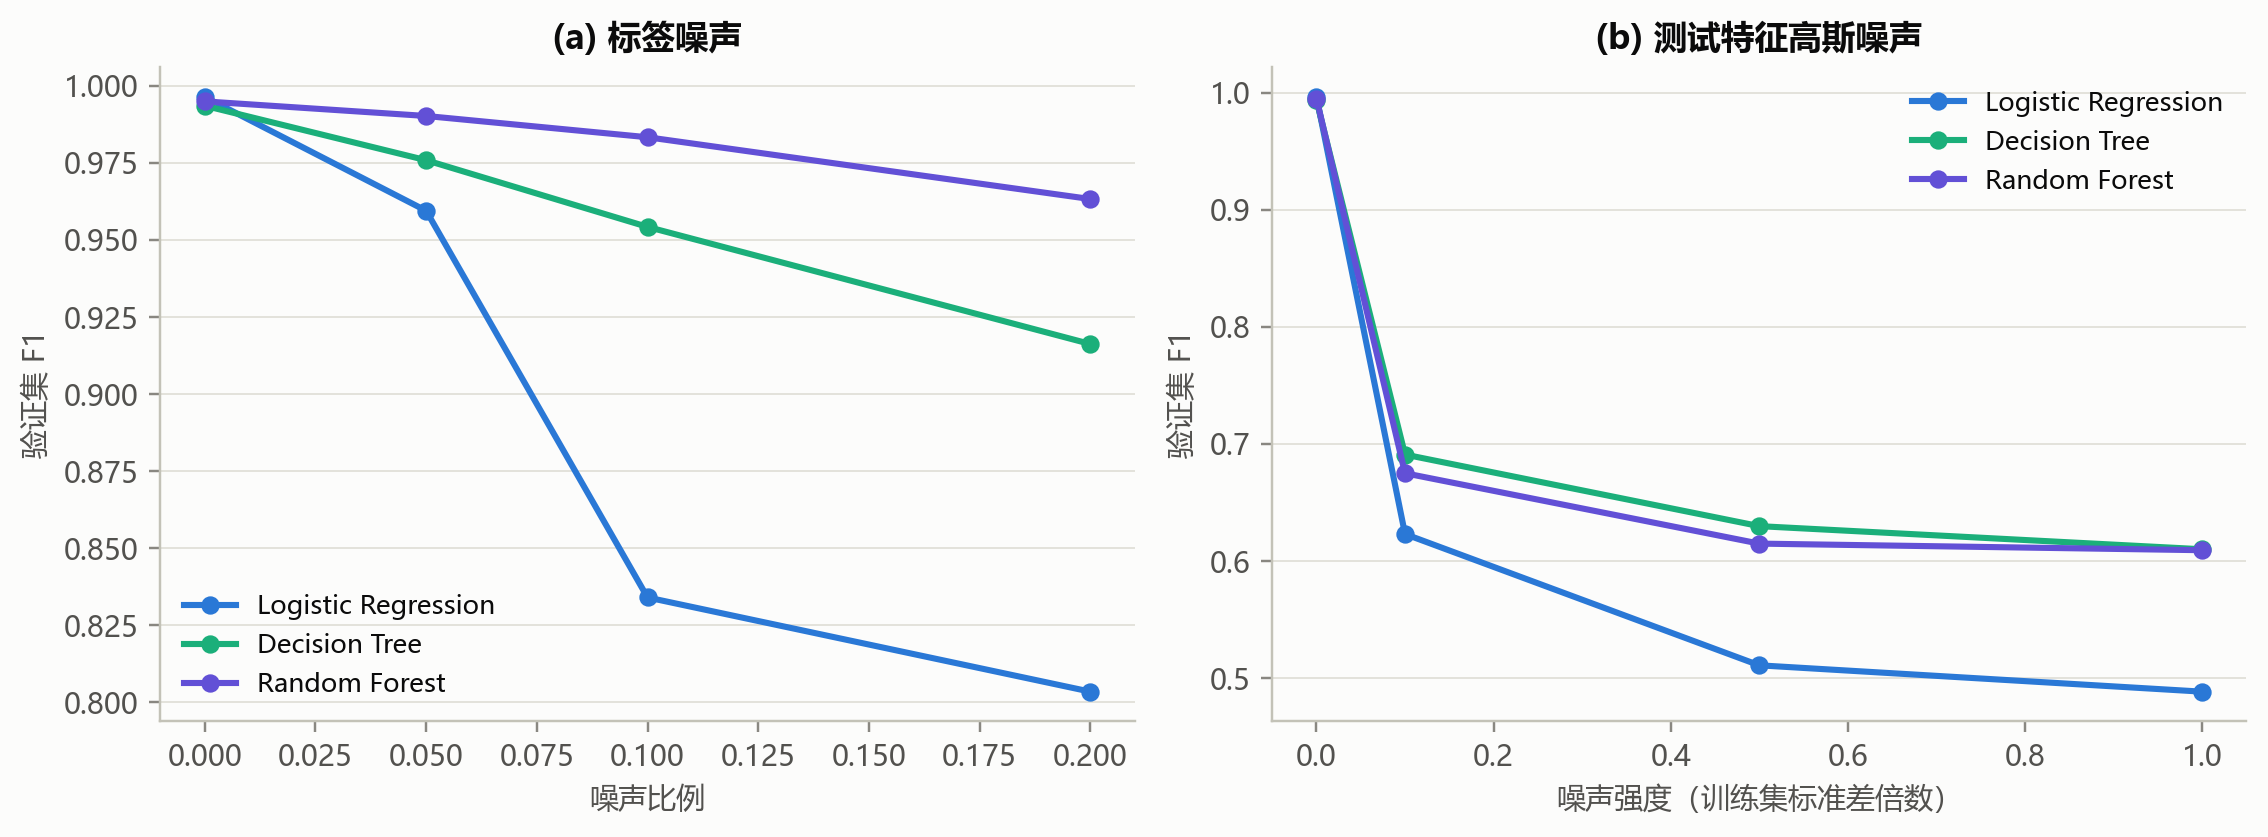 (a) 标签噪声
验证集 F1
1.000
0.975
0.950
0.925
0.900
0.875
0.850
0.825
0.800
Logistic Regression
Decision Tree
Random Forest
0.000 0.025 0.050 0.075 0.100 0.125 0.150 0.175 0.200
噪声比例
(b) 测试特征高斯噪声
验证集 F1
1.0
0.9
0.8
0.7
0.6
0.5
Logistic Regression
Decision Tree
Random Forest
0.0 0.2 0.4 0.6 0.8 1.0
噪声强度（训练集标准差倍数）